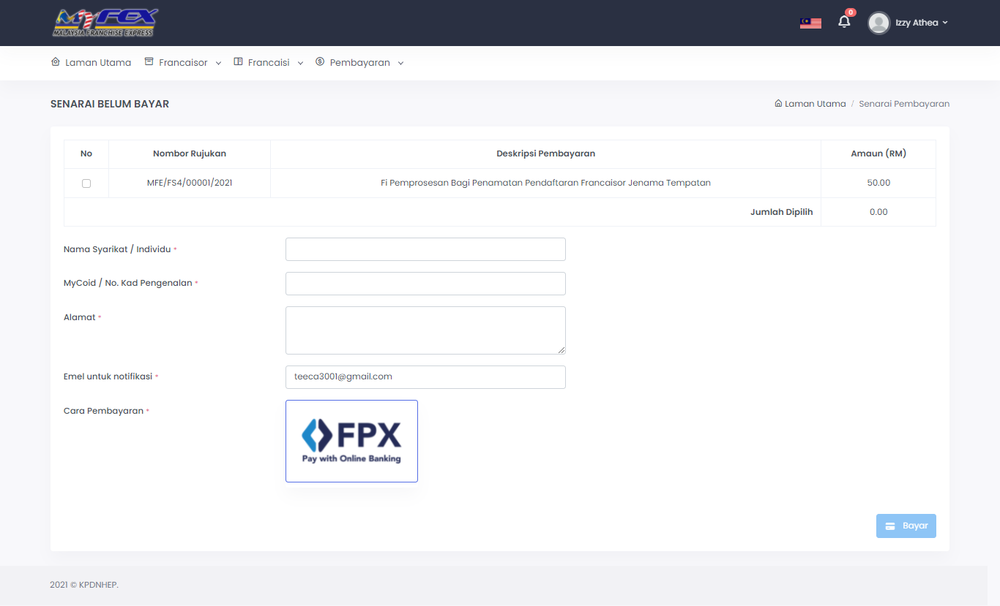 MyFEX
MALAYSIA FRANCHISE EXPRESS
0
Izzy Athea
Laman Utama Francaisor Francaisi Pembayaran
SENARAI BELUM BAYAR
Laman Utama / Senarai Pembayaran
No Nombor Rujukan Deskripsi Pembayaran Amaun (RM)
MFE/FS4/00001/2021 Fi Pemprosesan Bagi Penamatan Pendaftaran Francaisor Jenama Tempatan 50.00
Jumlah Dipilih 0.00
Nama Syarikat / Individu *
MyCoid / No. Kad Pengenalan *
Alamat *
Emel untuk notifikasi * teeca3001@gmail.com
Cara Pembayaran *
FPX
Pay with Online Banking
Bayar
2021 © KPDNHEP.